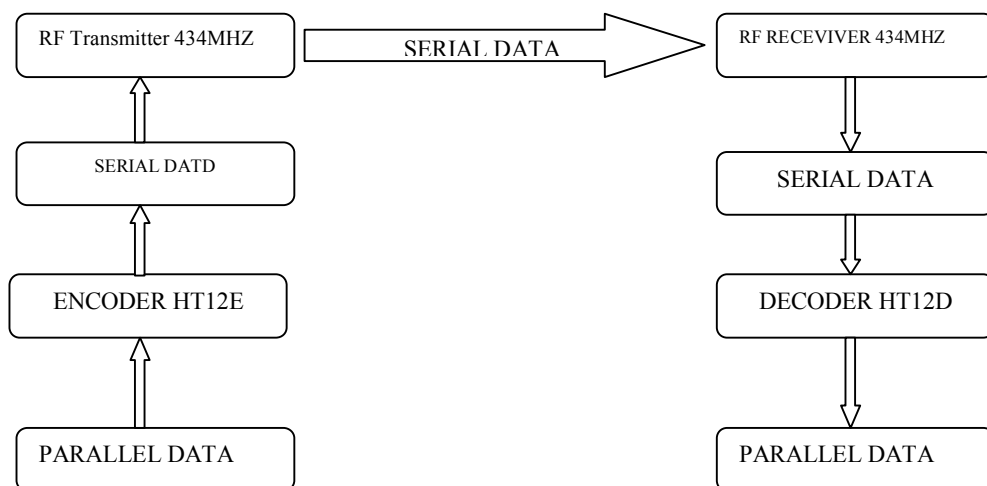 RF Transmitter 434MHZ
SERIAL DATA
RF RECEVIVER 434MHZ
SERIAL DATD
SERIAL DATA
ENCODER HT12E
DECODER HT12D
PARALLEL DATA
PARALLEL DATA